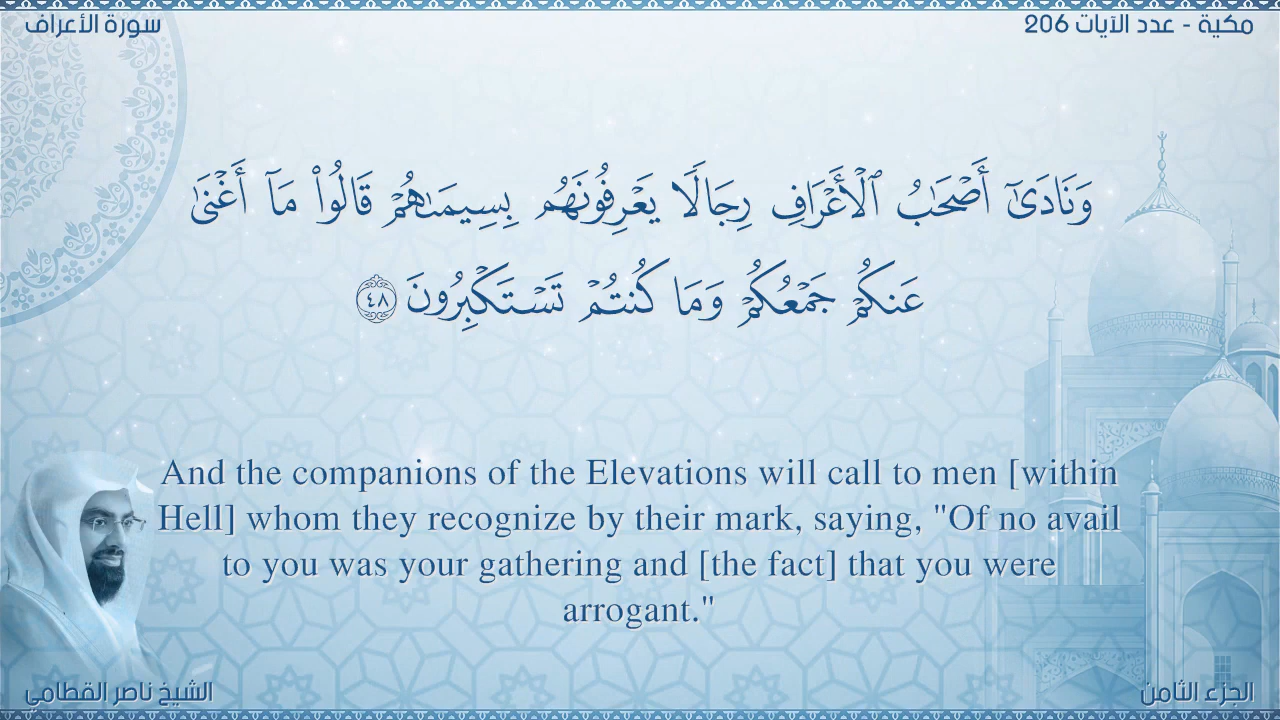 سورة الأعراف
مكية - عدد الآيات 206
وَنَادَىٰٓ أَصْحَٰبُ ٱلْأَعْرَافِ رِجَالًا يَعْرِفُونَهُم بِسِيمَىٰهُمْ قَالُوا۟ مَآ أَغْنَىٰ
عَنكُمْ جَمْعُكُمْ وَمَا كُنتُمْ تَسْتَكْبِرُونَ ٤٨
And the companions of the Elevations will call to men [within
Hell] whom they recognize by their mark, saying, "Of no avail
to you was your gathering and [the fact] that you were
arrogant."
الشيخ ناصر القطامي
الجزء الثامن